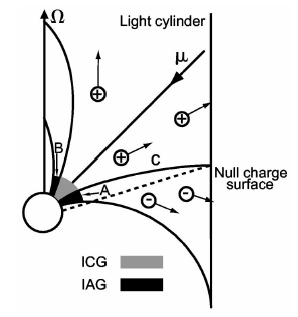 Ω
Light cylinder
μ
+
+
B
+
C
A
Null charge
surface
-
-
ICG
IAG